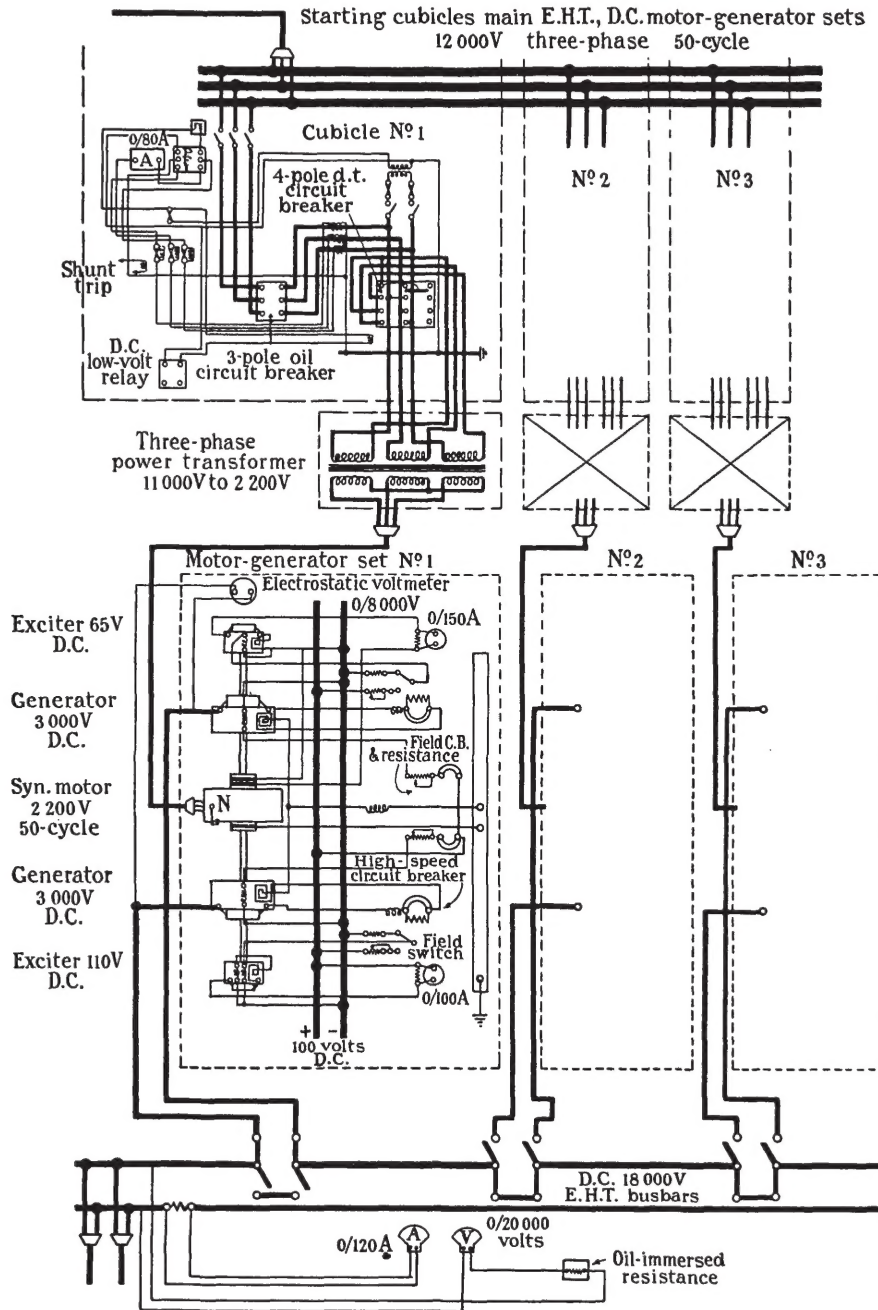 Starting cubicles main E.H.T., D.C. motor-generator sets
12 000V three-phase 50-cycle
Cubicle Nº 1
Nº 2
Nº 3
0/80A
A
4-pole d.t.
circuit
breaker
Shunt
trip
D.C.
low-volt
relay
3-pole oil
circuit breaker
Three-phase
power transformer
11 000V to 2 200V
Motor-generator set Nº 1
Nº 2
Nº 3
Electrostatic voltmeter
0/8 000V
0/150A
Exciter 65V
D.C.
Generator
3 000V
D.C.
Field C.B.
& resistance
Syn. motor
2 200V
50-cycle
N
High-speed
circuit breaker
Generator
3 000V
D.C.
Field
switch
Exciter 110V
D.C.
0/100A
+ −
100 volts
D.C.
D.C. 18 000V
E.H.T. busbars
0/120A
A
V
0/20 000
volts
Oil-immersed
resistance